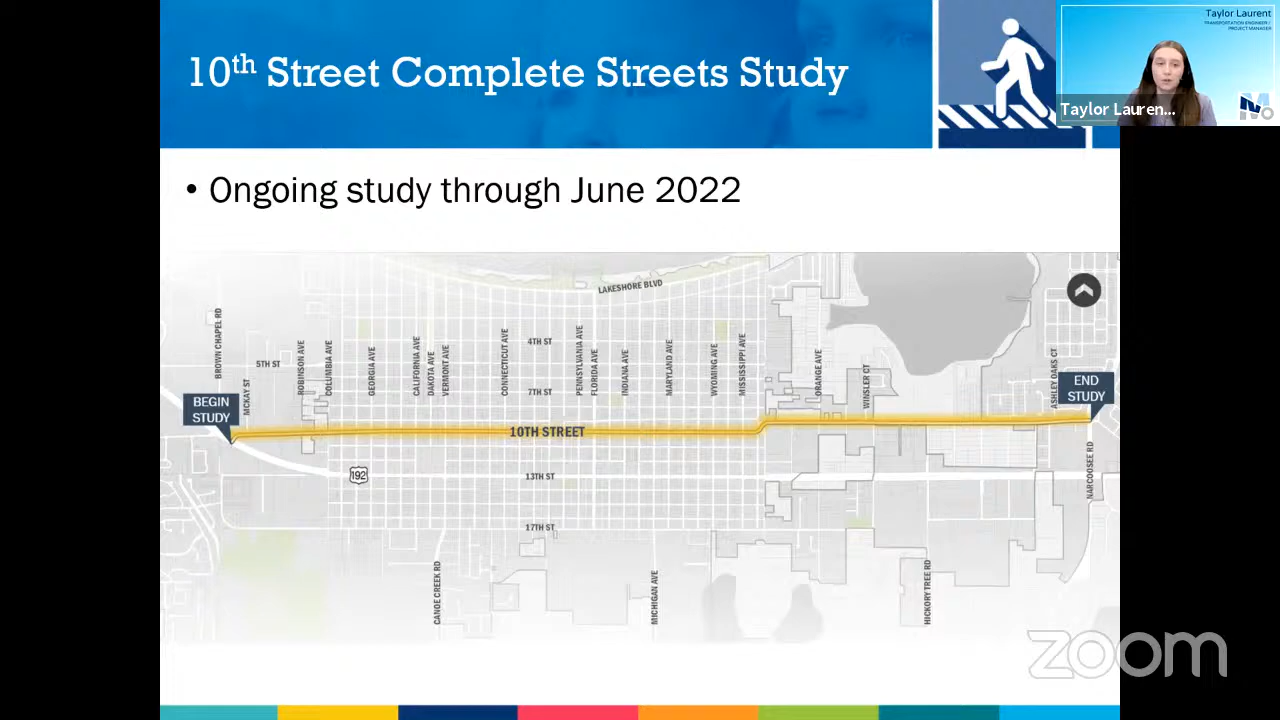 10th Street Complete Streets Study
Taylor Laurent
TRANSPORTATION ENGINEER /
PROJECT MANAGER
Taylor Lauren...
• Ongoing study through June 2022
LAKESHORE BLVD
BROWN CHAPEL RD
5TH ST
MCKAY ST
ROBINSON AVE
COLUMBIA AVE
GEORGIA AVE
CALIFORNIA AVE
DAKOTA AVE
VERMONT AVE
CONNECTICUT AVE
4TH ST
7TH ST
PENNSYLVANIA AVE
FLORIDA AVE
INDIANA AVE
MARYLAND AVE
WYOMING AVE
MISSISSIPPI AVE
ORANGE AVE
WINSLER CT
ASHLEY OAKS CT
BEGIN
STUDY
END
STUDY
10TH STREET
192
13TH ST
17TH ST
NARCOOSEE RD
CANOE CREEK RD
MICHIGAN AVE
HICKORY TREE RD
zoom